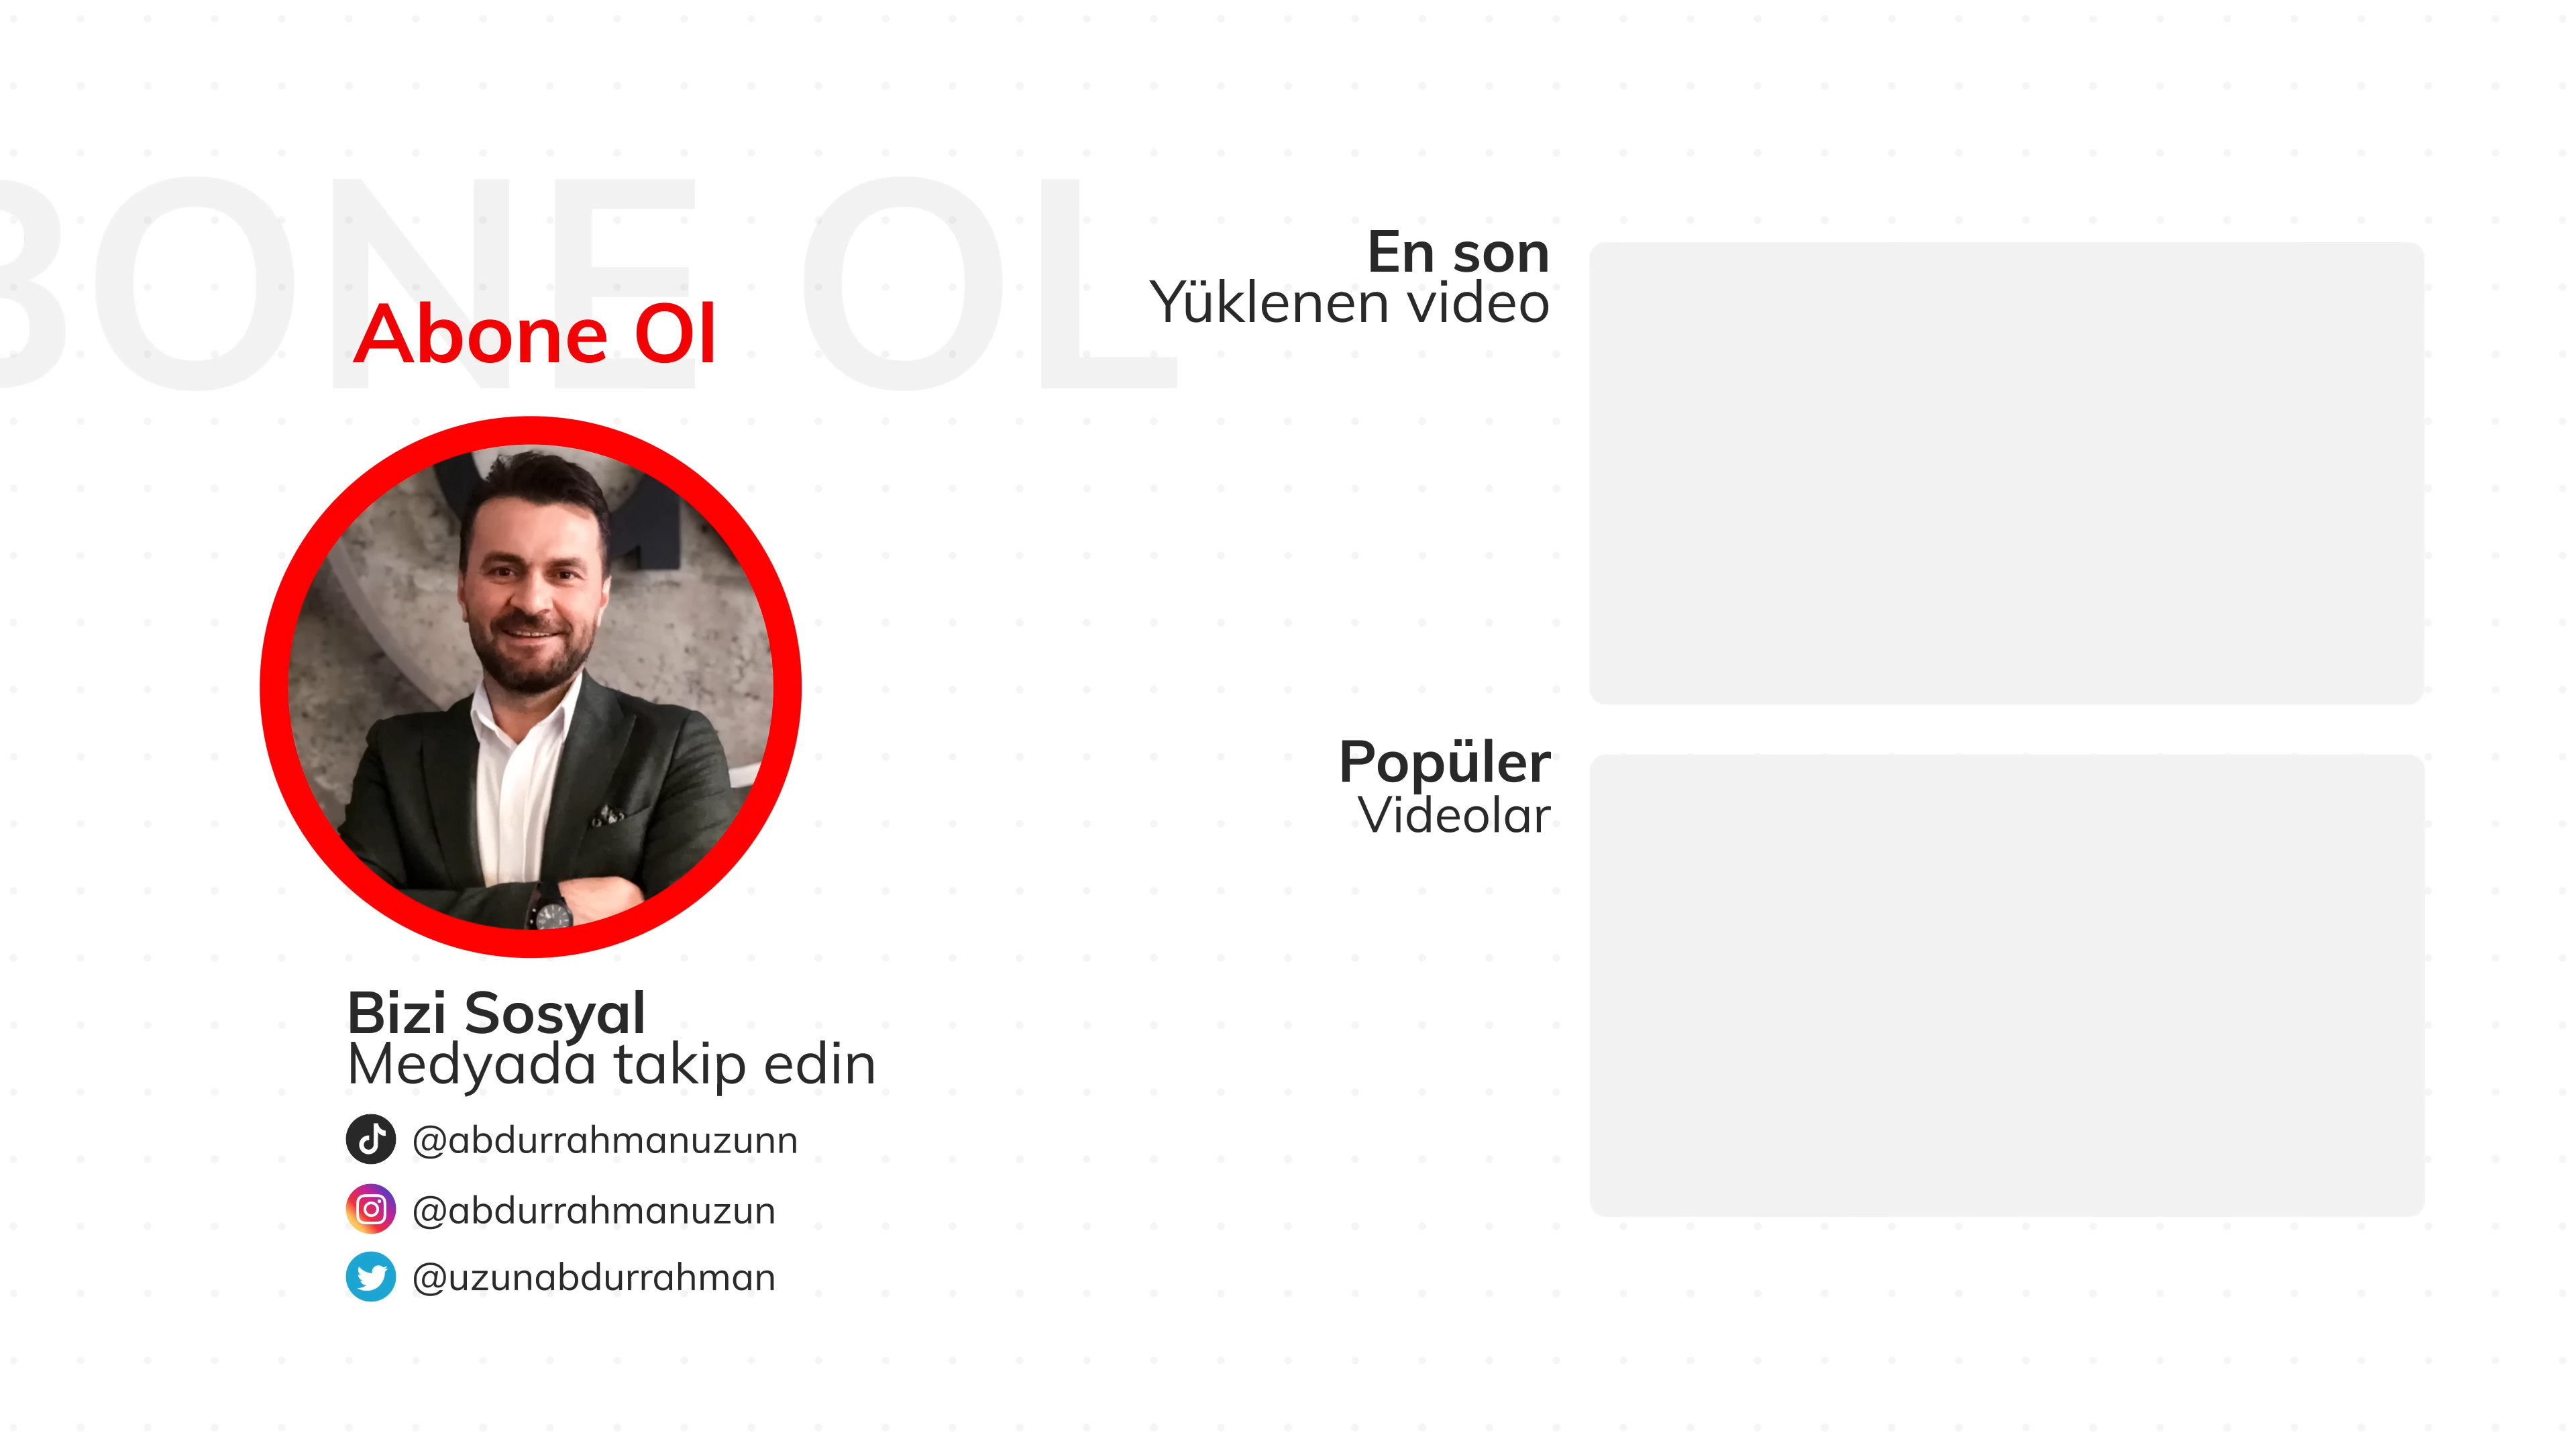 BONE OL
Abone Ol
Bizi Sosyal
Medyada takip edin
@abdurrahmanuzunn
@abdurrahmanuzun
@uzunabdurrahman
En son
Yüklenen video
Popüler
Videolar